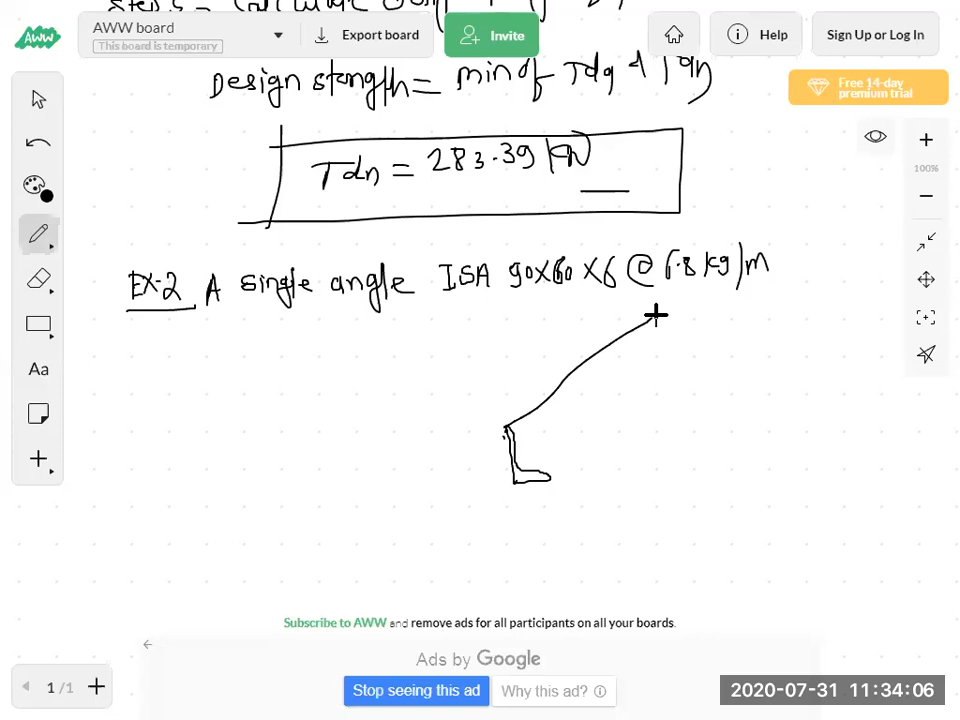 AWW
AWW board
This board is temporary
Export board
Invite
Help
Sign Up or Log In
Design stength = min of Tdg & Tdn
Free 14-day
premium trial
Tdn = 283.39 kN
100%
EX-2 A single angle ISA 90x60x6 @ 6.8 kg/m
Aa
Subscribe to AWW and remove ads for all participants on all your boards.
Ads by Google
1 /1
Stop seeing this ad
Why this ad?
2020-07-31 11:34:06